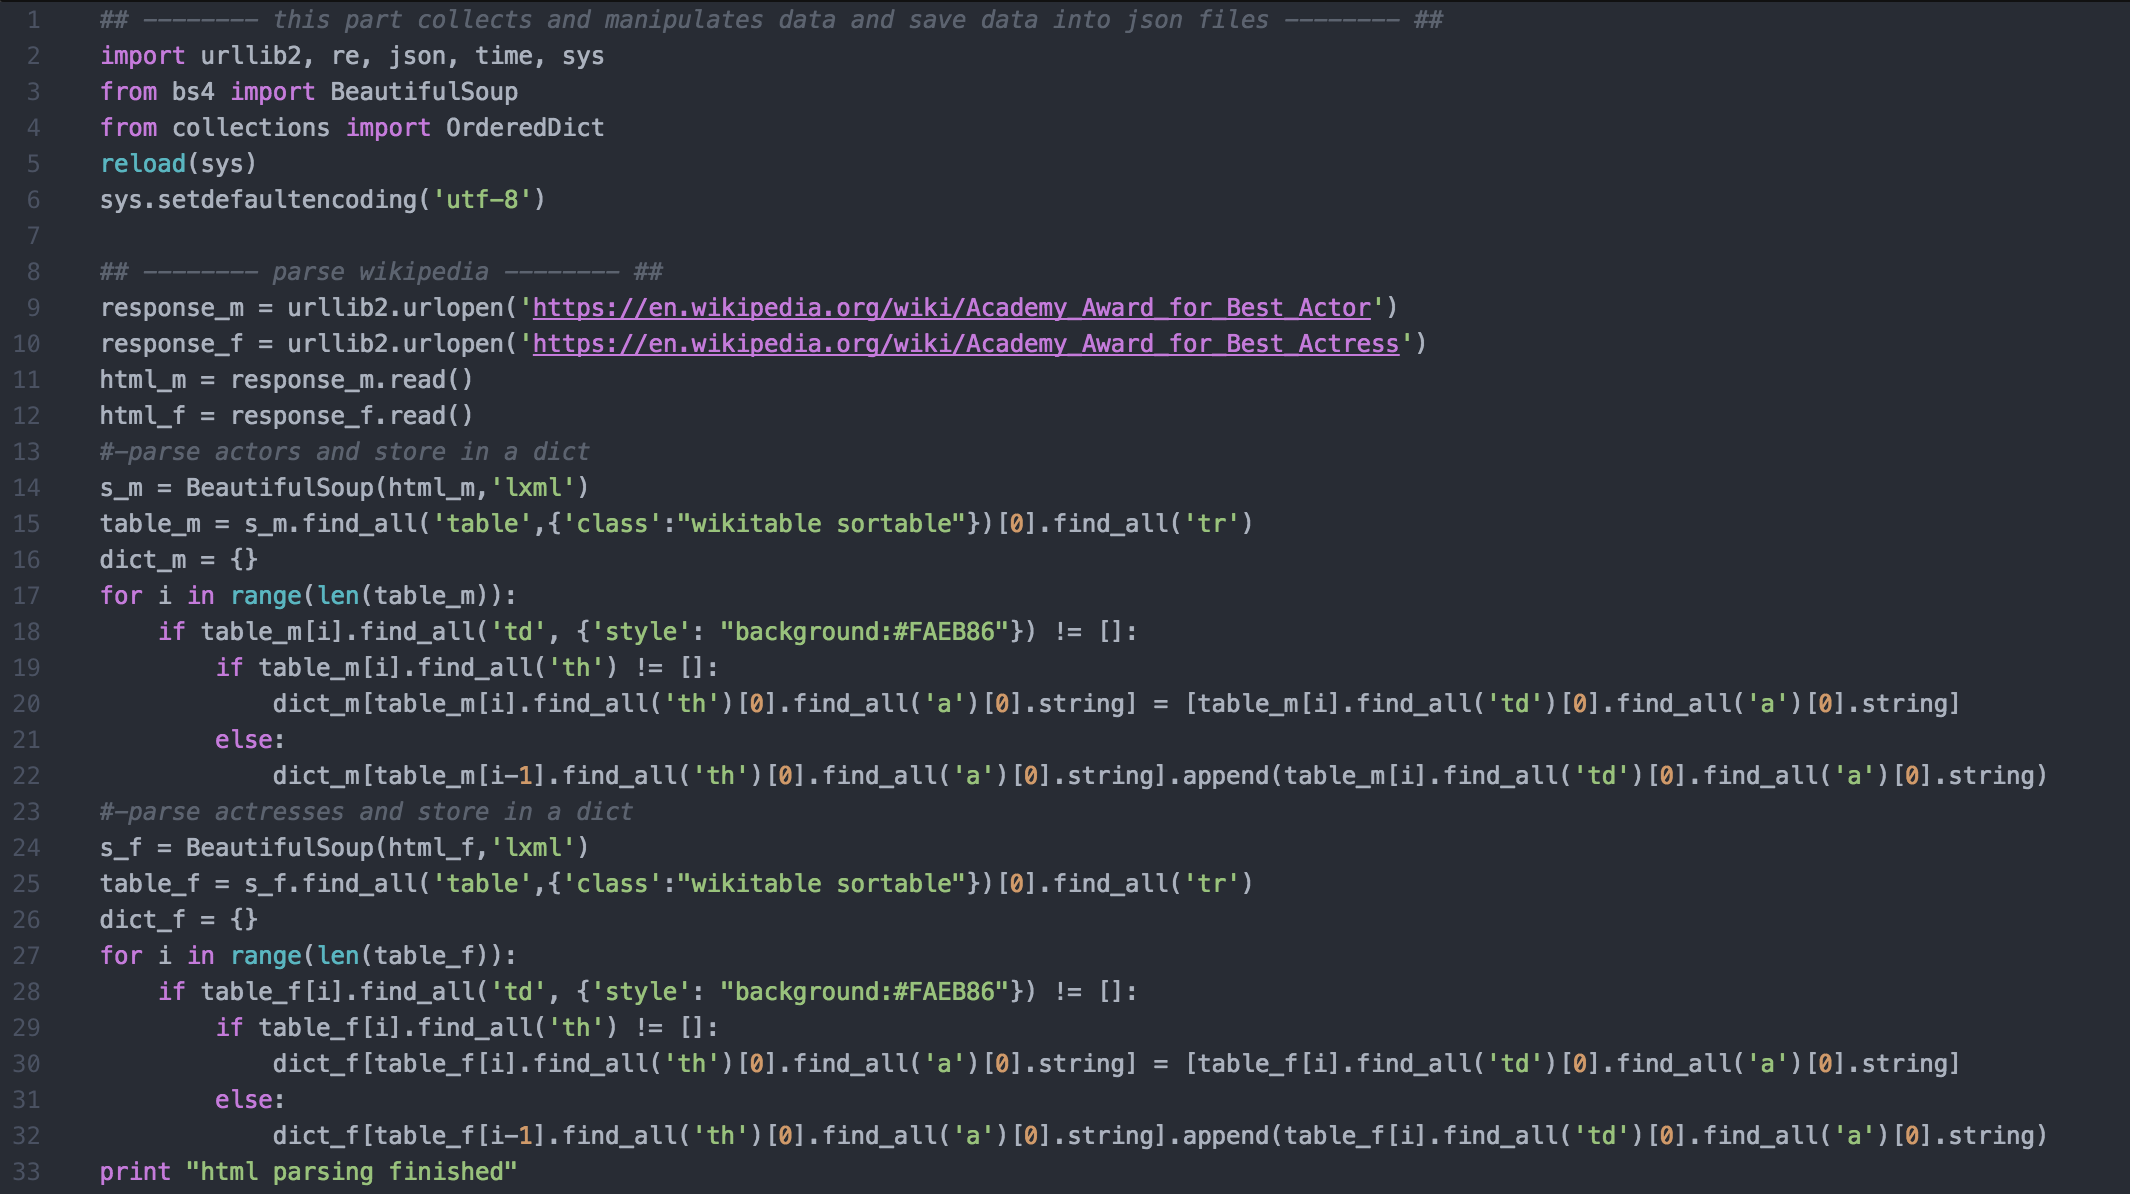 1 ## -------- this part collects and manipulates data and save data into json files -------- ##
2 import urllib2, re, json, time, sys
3 from bs4 import BeautifulSoup
4 from collections import OrderedDict
5 reload(sys)
6 sys.setdefaultencoding('utf-8')
7
8 ## -------- parse wikipedia -------- ##
9 response_m = urllib2.urlopen('https://en.wikipedia.org/wiki/Academy_Award_for_Best_Actor')
10 response_f = urllib2.urlopen('https://en.wikipedia.org/wiki/Academy_Award_for_Best_Actress')
11 html_m = response_m.read()
12 html_f = response_f.read()
13 #-parse actors and store in a dict
14 s_m = BeautifulSoup(html_m,'lxml')
15 table_m = s_m.find_all('table',{'class':"wikitable sortable"})[0].find_all('tr')
16 dict_m = {}
17 for i in range(len(table_m)):
18     if table_m[i].find_all('td', {'style': "background:#FAEB86"}) != []:
19         if table_m[i].find_all('th') != []:
20             dict_m[table_m[i].find_all('th')[0].find_all('a')[0].string] = [table_m[i].find_all('td')[0].find_all('a')[0].string]
21         else:
22             dict_m[table_m[i-1].find_all('th')[0].find_all('a')[0].string].append(table_m[i].find_all('td')[0].find_all('a')[0].string)
23 #-parse actresses and store in a dict
24 s_f = BeautifulSoup(html_f,'lxml')
25 table_f = s_f.find_all('table',{'class':"wikitable sortable"})[0].find_all('tr')
26 dict_f = {}
27 for i in range(len(table_f)):
28     if table_f[i].find_all('td', {'style': "background:#FAEB86"}) != []:
29         if table_f[i].find_all('th') != []:
30             dict_f[table_f[i].find_all('th')[0].find_all('a')[0].string] = [table_f[i].find_all('td')[0].find_all('a')[0].string]
31         else:
32             dict_f[table_f[i-1].find_all('th')[0].find_all('a')[0].string].append(table_f[i].find_all('td')[0].find_all('a')[0].string)
33 print "html parsing finished"